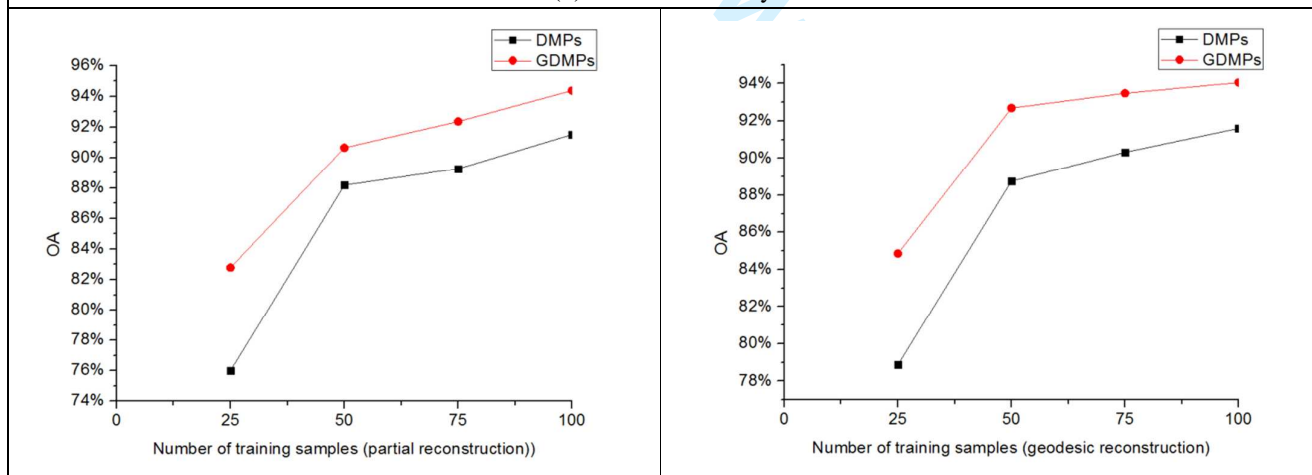 DMPs
GDMPs
96%
94%
92%
90%
88%
86%
84%
82%
80%
78%
76%
74%
OA
0 25 50 75 100
Number of training samples (partial reconstruction))
DMPs
GDMPs
94%
92%
90%
88%
86%
84%
82%
80%
78%
OA
0 25 50 75 100
Number of training samples (geodesic reconstruction)